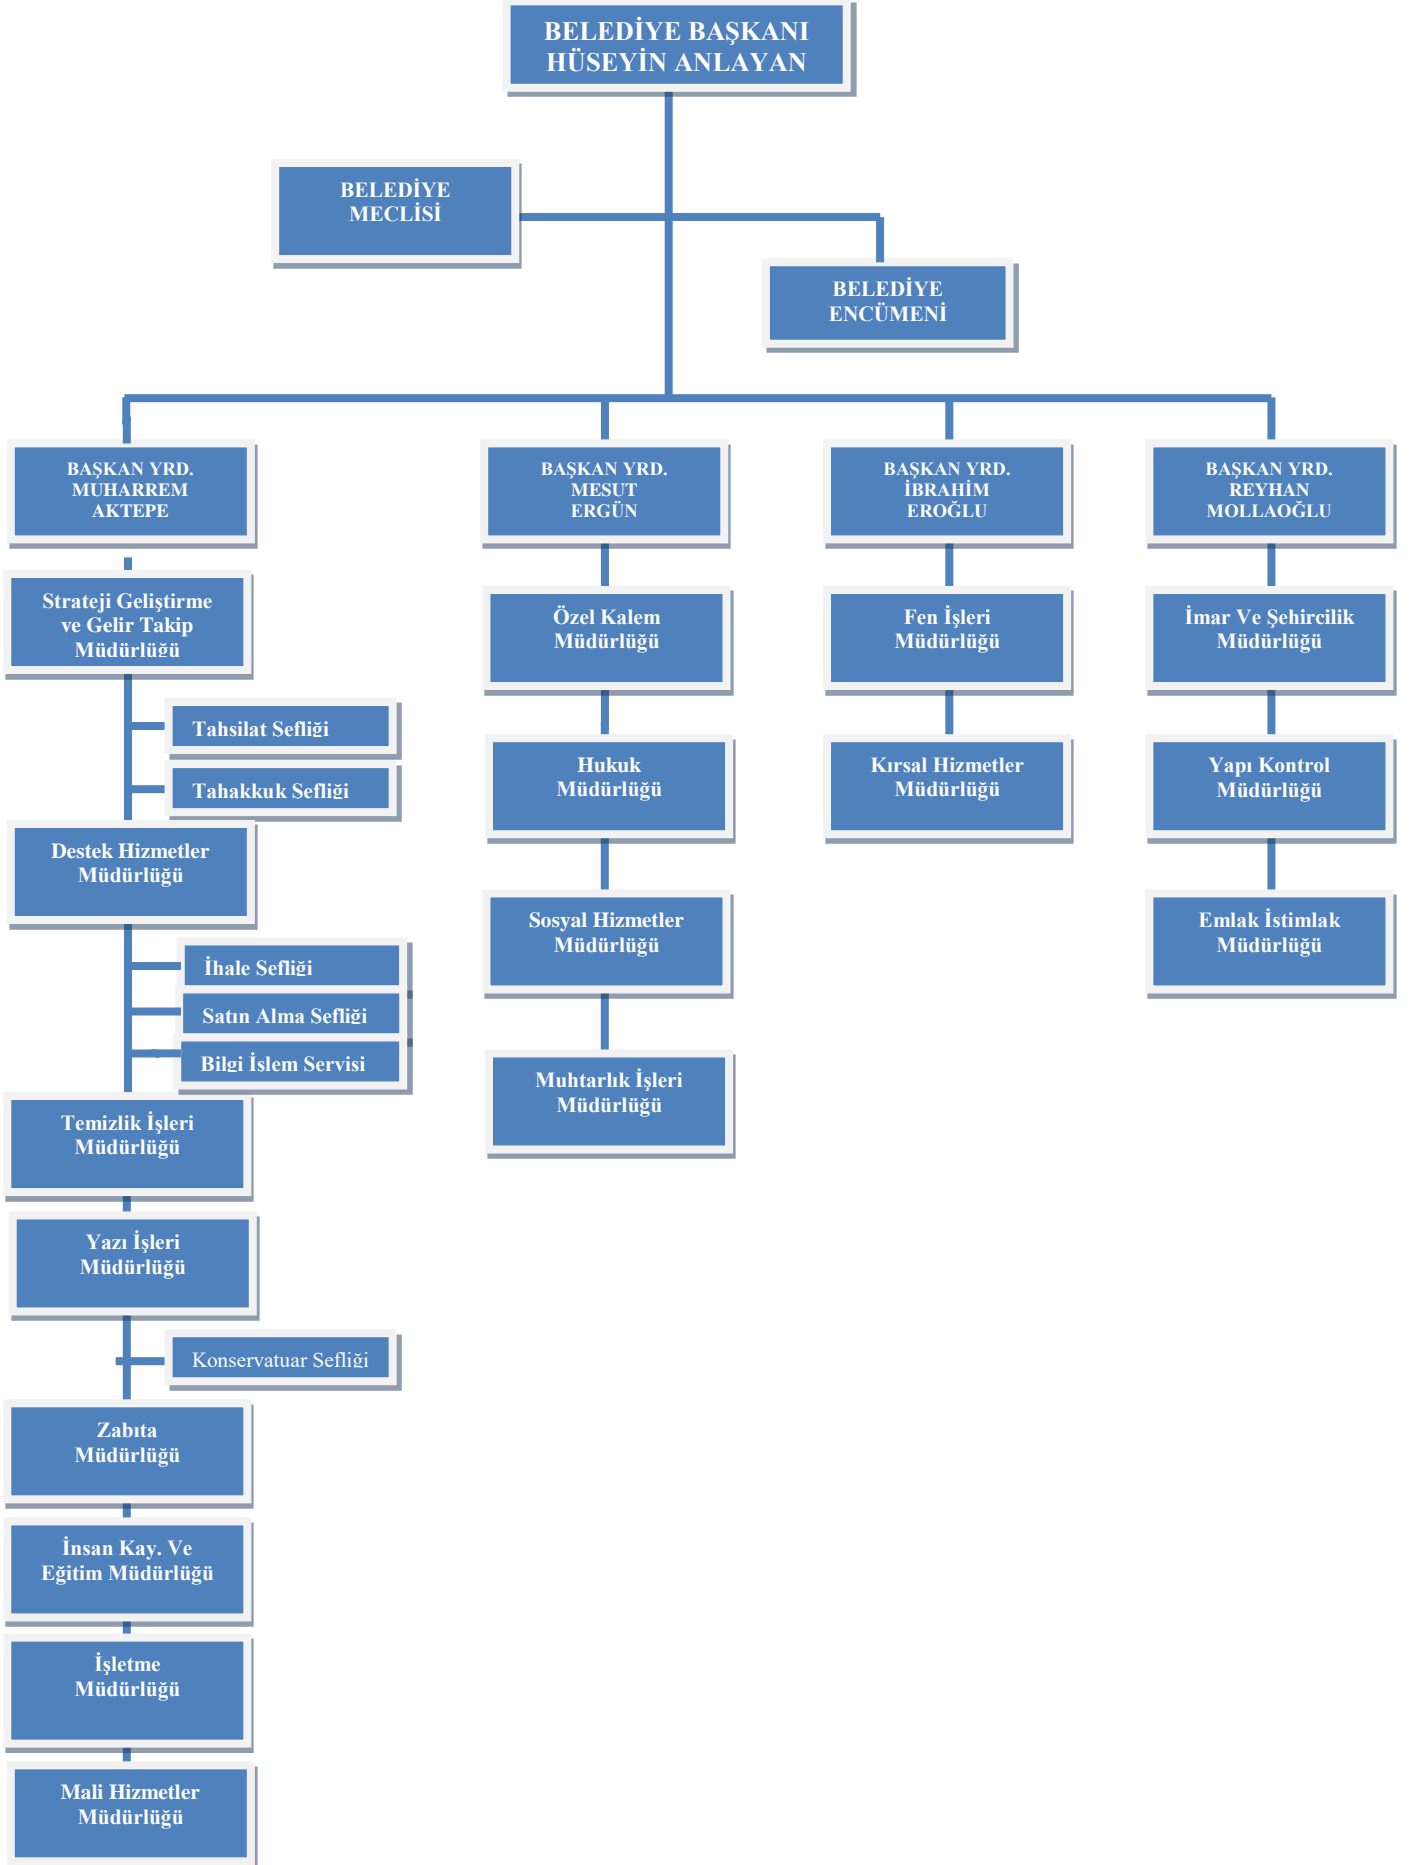 BELEDİYE BAŞKANI
HÜSEYİN ANLAYAN
BELEDİYE
MECLİSİ
BELEDİYE
ENCÜMENİ
BAŞKAN YRD.
MUHARREM
AKTEPE
Strateji Geliştirme
ve Gelir Takip
Müdürlüğü
Tahsilat Şefliği
Tahakkuk Şefliği
Destek Hizmetler
Müdürlüğü
İhale Şefliği
Satın Alma Şefliği
Bilgi İşlem Servisi
Temizlik İşleri
Müdürlüğü
Yazı İşleri
Müdürlüğü
Konservatuar Şefliği
Zabıta
Müdürlüğü
İnsan Kay. Ve
Eğitim Müdürlüğü
İşletme
Müdürlüğü
Mali Hizmetler
Müdürlüğü
BAŞKAN YRD.
MESUT
ERGÜN
Özel Kalem
Müdürlüğü
Hukuk
Müdürlüğü
Sosyal Hizmetler
Müdürlüğü
Muhtarlık İşleri
Müdürlüğü
BAŞKAN YRD.
İBRAHİM
EROĞLU
Fen İşleri
Müdürlüğü
Kırsal Hizmetler
Müdürlüğü
BAŞKAN YRD.
REYHAN
MOLLAOĞLU
İmar Ve Şehircilik
Müdürlüğü
Yapı Kontrol
Müdürlüğü
Emlak İstimlak
Müdürlüğü